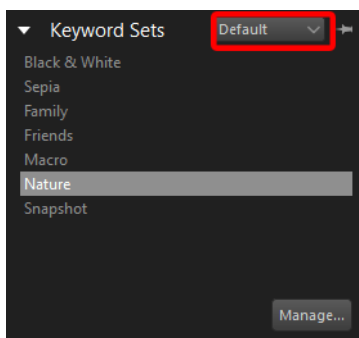 Keyword Sets Default
Black & White
Sepia
Family
Friends
Macro
Nature
Snapshot
Manage...